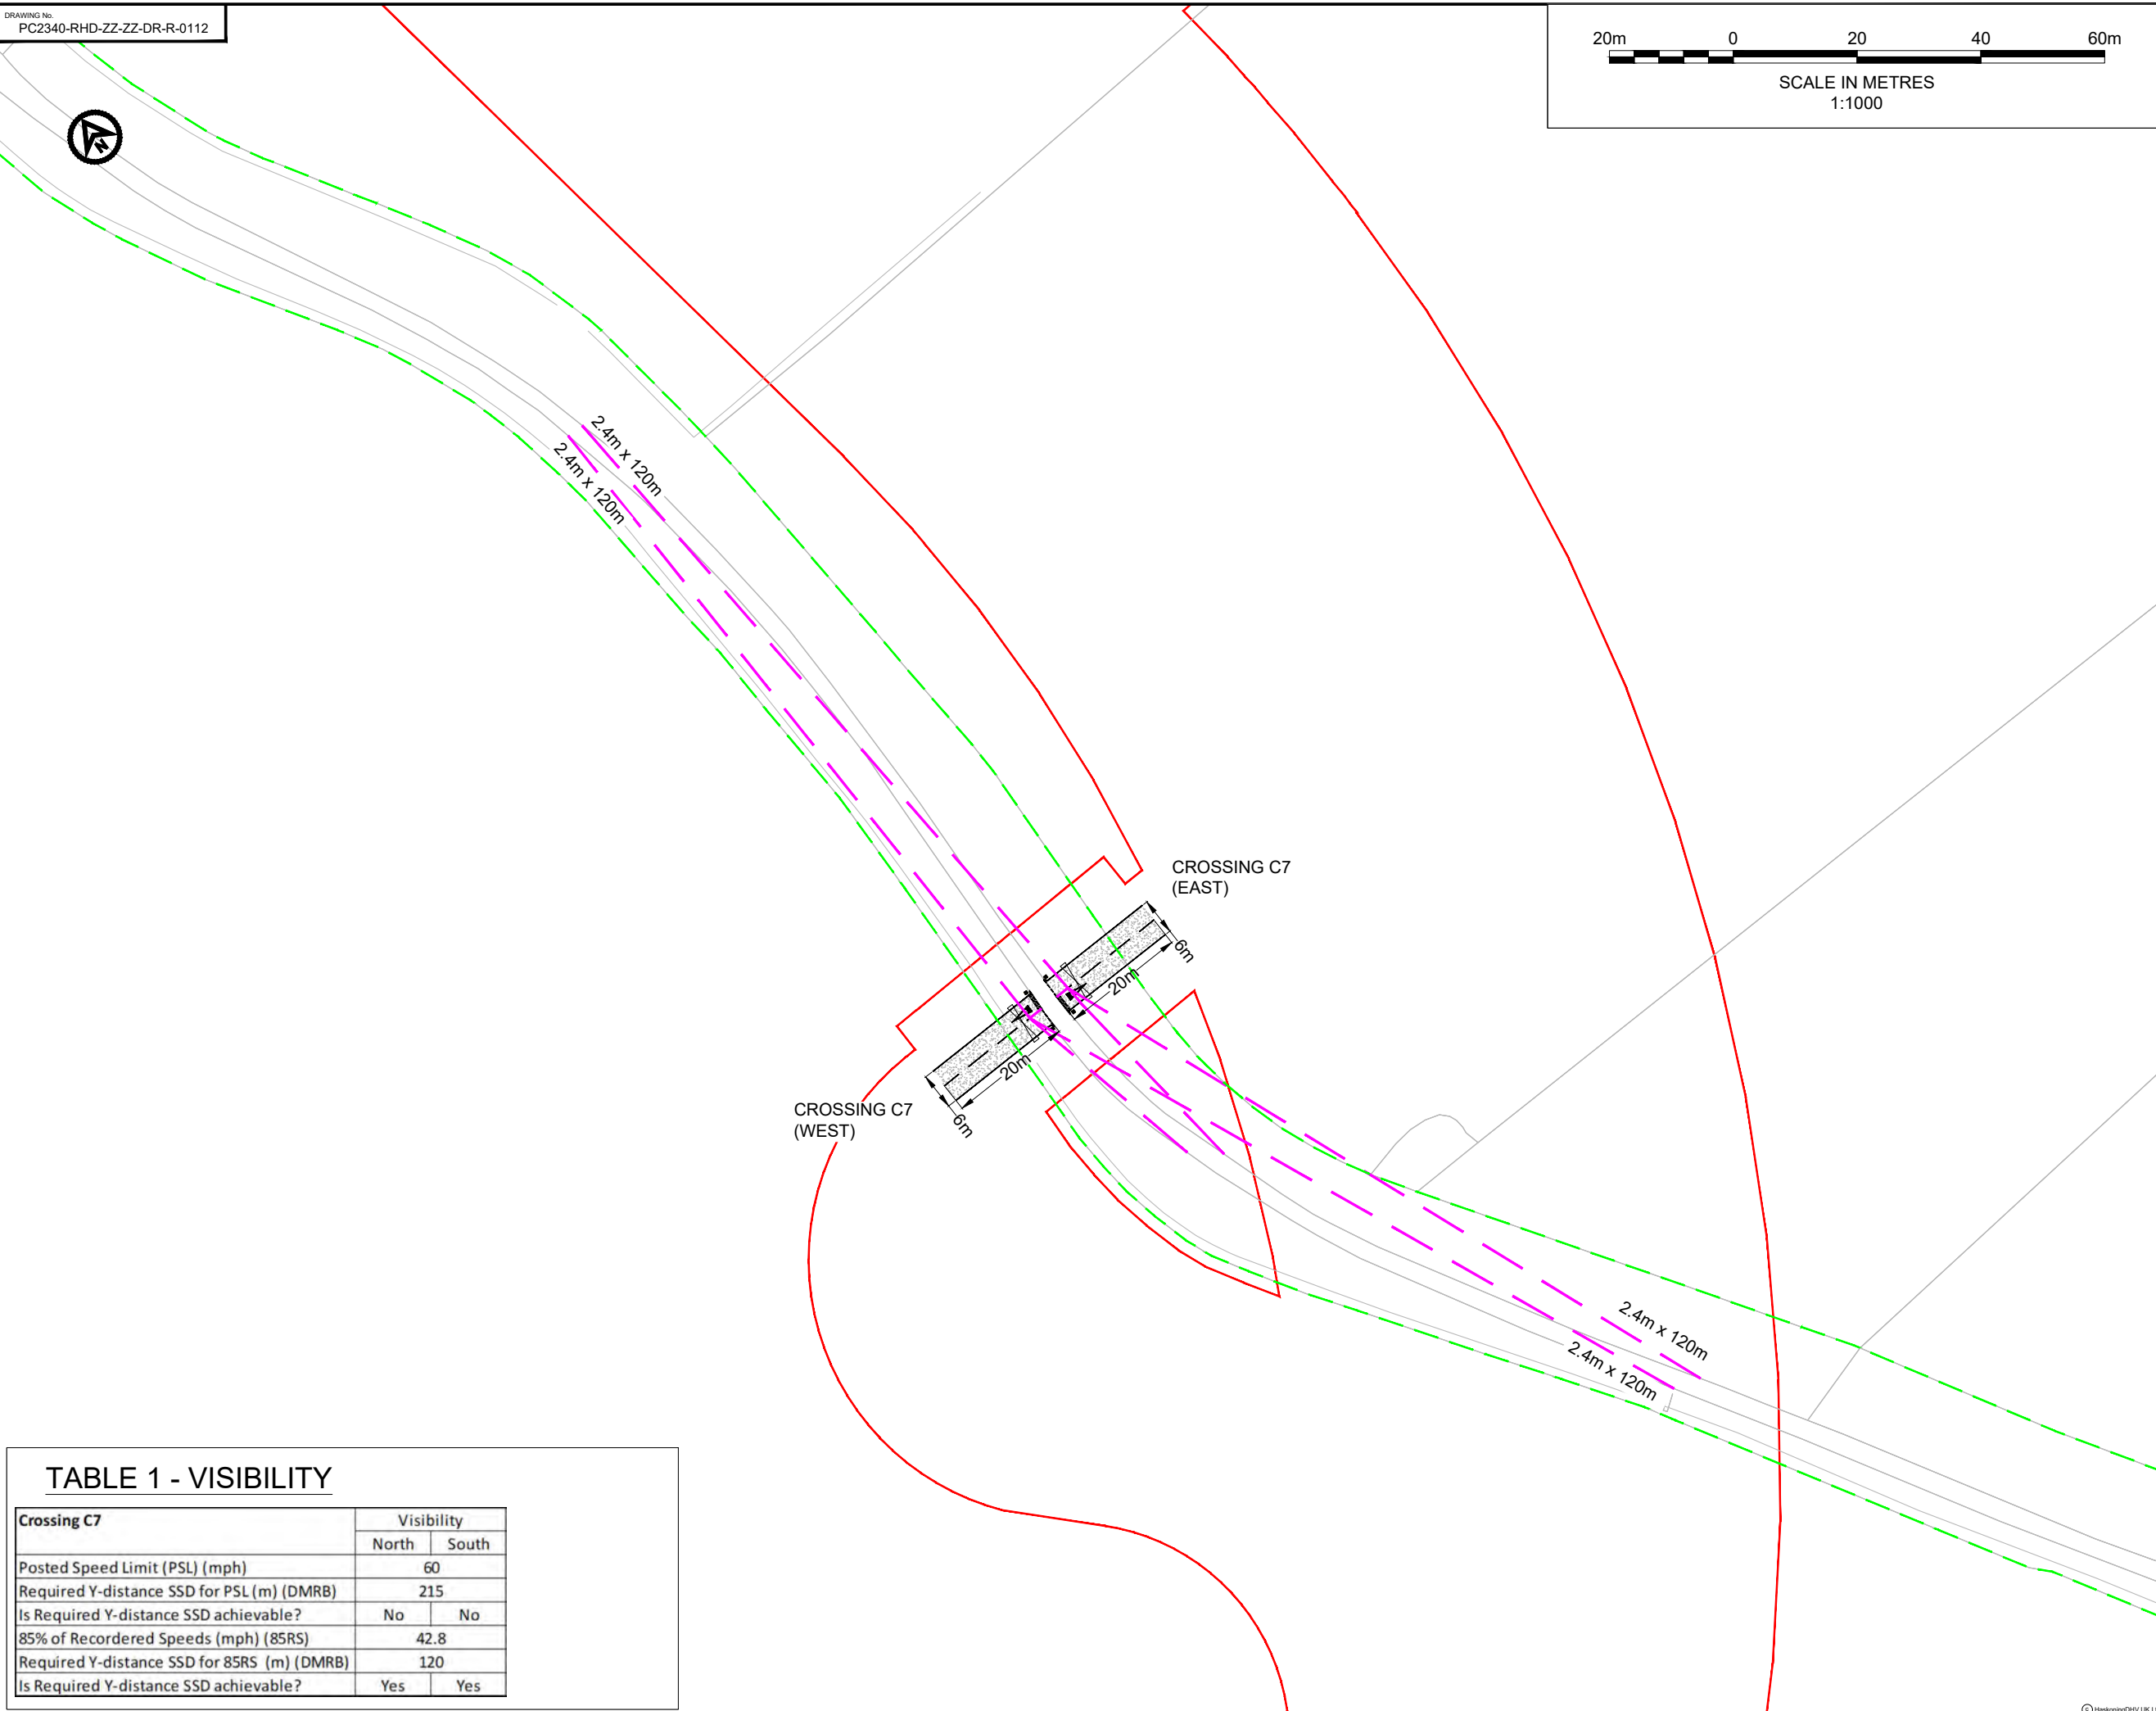 DRAWING No.
PC2340-RHD-ZZ-ZZ-DR-R-0112
20m 0 20 40 60m
SCALE IN METRES
1:1000
N
2.4m x 120m
2.4m x 120m
CROSSING C7
(EAST)
6m
20m
20m
CROSSING C7
(WEST)
6m
2.4m x 120m
2.4m x 120m
TABLE 1 - VISIBILITY
Crossing C7 Visibility
North South
Posted Speed Limit (PSL) (mph) 60
Required Y-distance SSD for PSL (m) (DMRB) 215
Is Required Y-distance SSD achievable? No No
85% of Recordered Speeds (mph) (85RS) 42.8
Required Y-distance SSD for 85RS (m) (DMRB) 120
Is Required Y-distance SSD achievable? Yes Yes
© HaskoningDHV UK